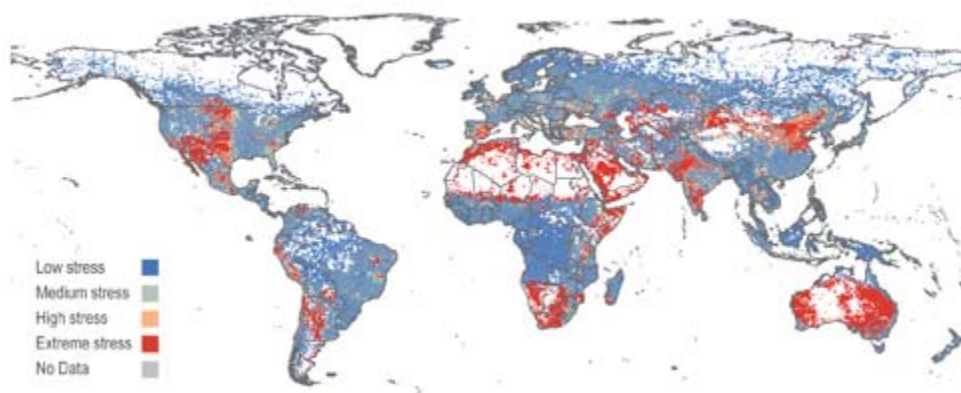 Low stress
Medium stress
High stress
Extreme stress
No Data